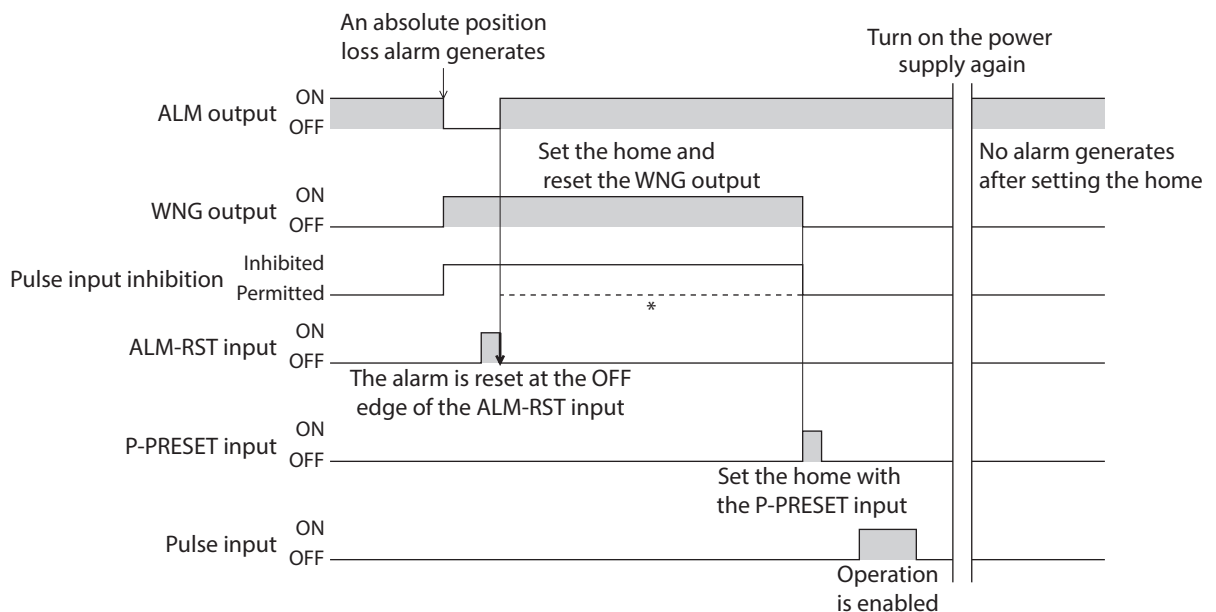 An absolute position
loss alarm generates
Turn on the power
supply again
ALM output
ON
OFF
Set the home and
reset the WNG output
No alarm generates
after setting the home
WNG output
ON
OFF
Pulse input inhibition
Inhibited
Permitted
*
ALM-RST input
ON
OFF
The alarm is reset at the OFF
edge of the ALM-RST input
P-PRESET input
ON
OFF
Set the home with
the P-PRESET input
Pulse input
ON
OFF
Operation
is enabled